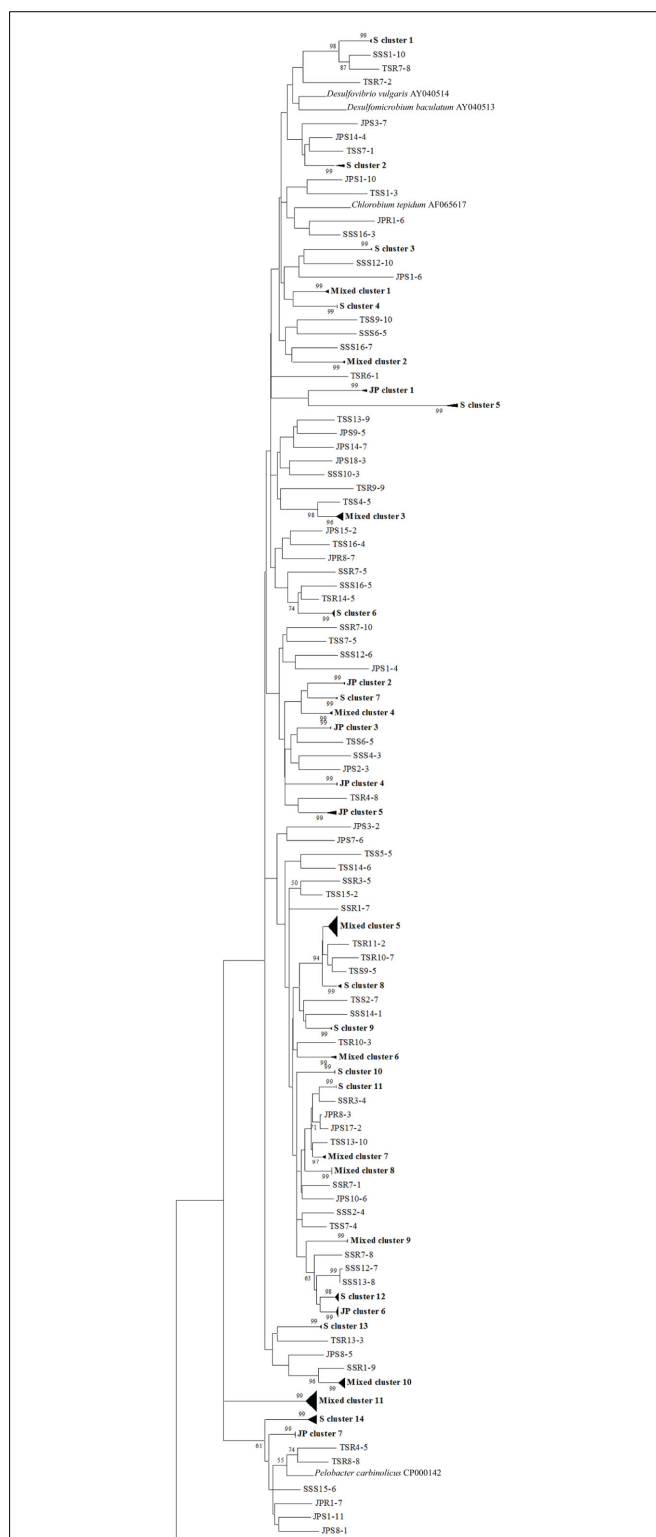 99
S cluster 1
98
SSS1-10
87
TSR7-8
TSR7-2
Desulfovibrio vulgaris AY040514
Desulfomicrobium baculatum AY040513
JPS3-7
JPS14-4
TSS7-1
S cluster 2
99
JPS1-10
TSS1-3
Chlorobium tepidum AF065617
JPR1-6
SSS16-3
99
S cluster 3
SSS12-10
JPS1-6
99
Mixed cluster 1
S cluster 4
99
TSS9-10
SSS6-5
SSS16-7
Mixed cluster 2
99
TSR6-1
99
JP cluster 1
S cluster 5
99
TSS13-9
JPS9-5
JPS14-7
JPS18-3
SSS10-3
TSR9-9
TSS4-5
98
Mixed cluster 3
96
JPS15-2
TSS16-4
JPR8-7
SSR7-5
SSS16-5
TSR14-5
74
S cluster 6
99
SSR7-10
TSS7-5
SSS12-6
JPS1-4
99
JP cluster 2
S cluster 7
99
Mixed cluster 4
99
99
JP cluster 3
TSS6-5
SSS4-3
JPS2-3
99
JP cluster 4
TSR4-8
JP cluster 5
99
JPS3-2
JPS7-6
TSS5-5
TSS14-6
SSR3-5
50
TSS15-2
SSR1-7
Mixed cluster 5
TSR11-2
94
TSR10-7
TSS9-5
S cluster 8
99
TSS2-7
SSS14-1
S cluster 9
99
TSR10-3
Mixed cluster 6
99
99
S cluster 10
99
S cluster 11
SSR3-4
JPR8-3
71
JPS17-2
TSS13-10
Mixed cluster 7
97
Mixed cluster 8
99
SSR7-1
JPS10-6
SSS2-4
TSS7-4
99
Mixed cluster 9
SSR7-8
99
SSS12-7
63
SSS13-8
98
S cluster 12
JP cluster 6
99
99
S cluster 13
TSR13-3
JPS8-5
SSR1-9
96
Mixed cluster 10
99
99
Mixed cluster 11
99
S cluster 14
99
JP cluster 7
61
74
TSR4-5
55
TSR8-8
Pelobacter carbinolicus CP000142
SSS15-6
JPR1-7
JPS1-11
JPS8-1